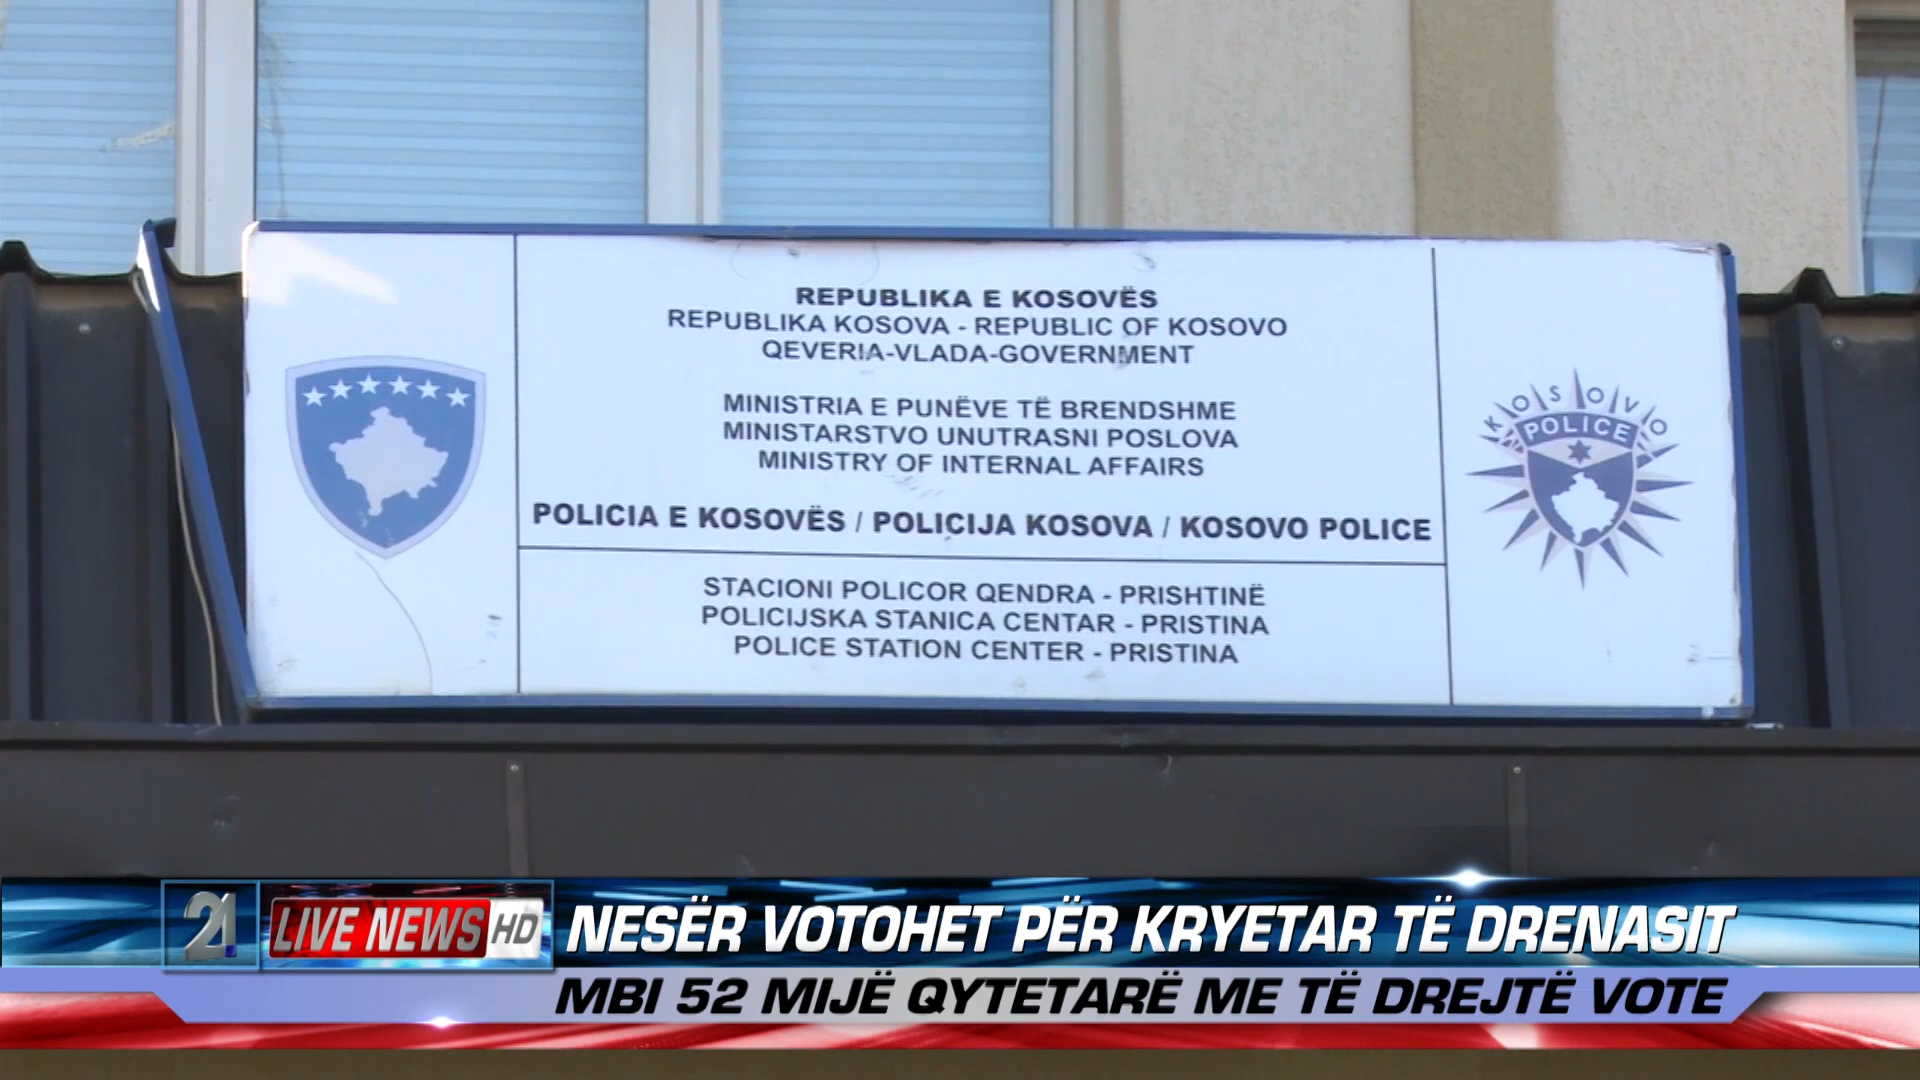 REPUBLIKA E KOSOVËS
REPUBLIKA KOSOVA - REPUBLIC OF KOSOVO
QEVERIA-VLADA-GOVERNMENT
MINISTRIA E PUNËVE TË BRENDSHME
MINISTARSTVO UNUTRASNI POSLOVA
MINISTRY OF INTERNAL AFFAIRS
POLICIA E KOSOVËS / POLICIJA KOSOVA / KOSOVO POLICE
STACIONI POLICOR QENDRA - PRISHTINË
POLICIJSKA STANICA CENTAR - PRISTINA
POLICE STATION CENTER - PRISTINA
KOSOVO
POLICE
24 LIVE NEWS HD
NESËR VOTOHET PËR KRYETAR TË DRENASIT
MBI 52 MIJË QYTETARË ME TË DREJTË VOTE